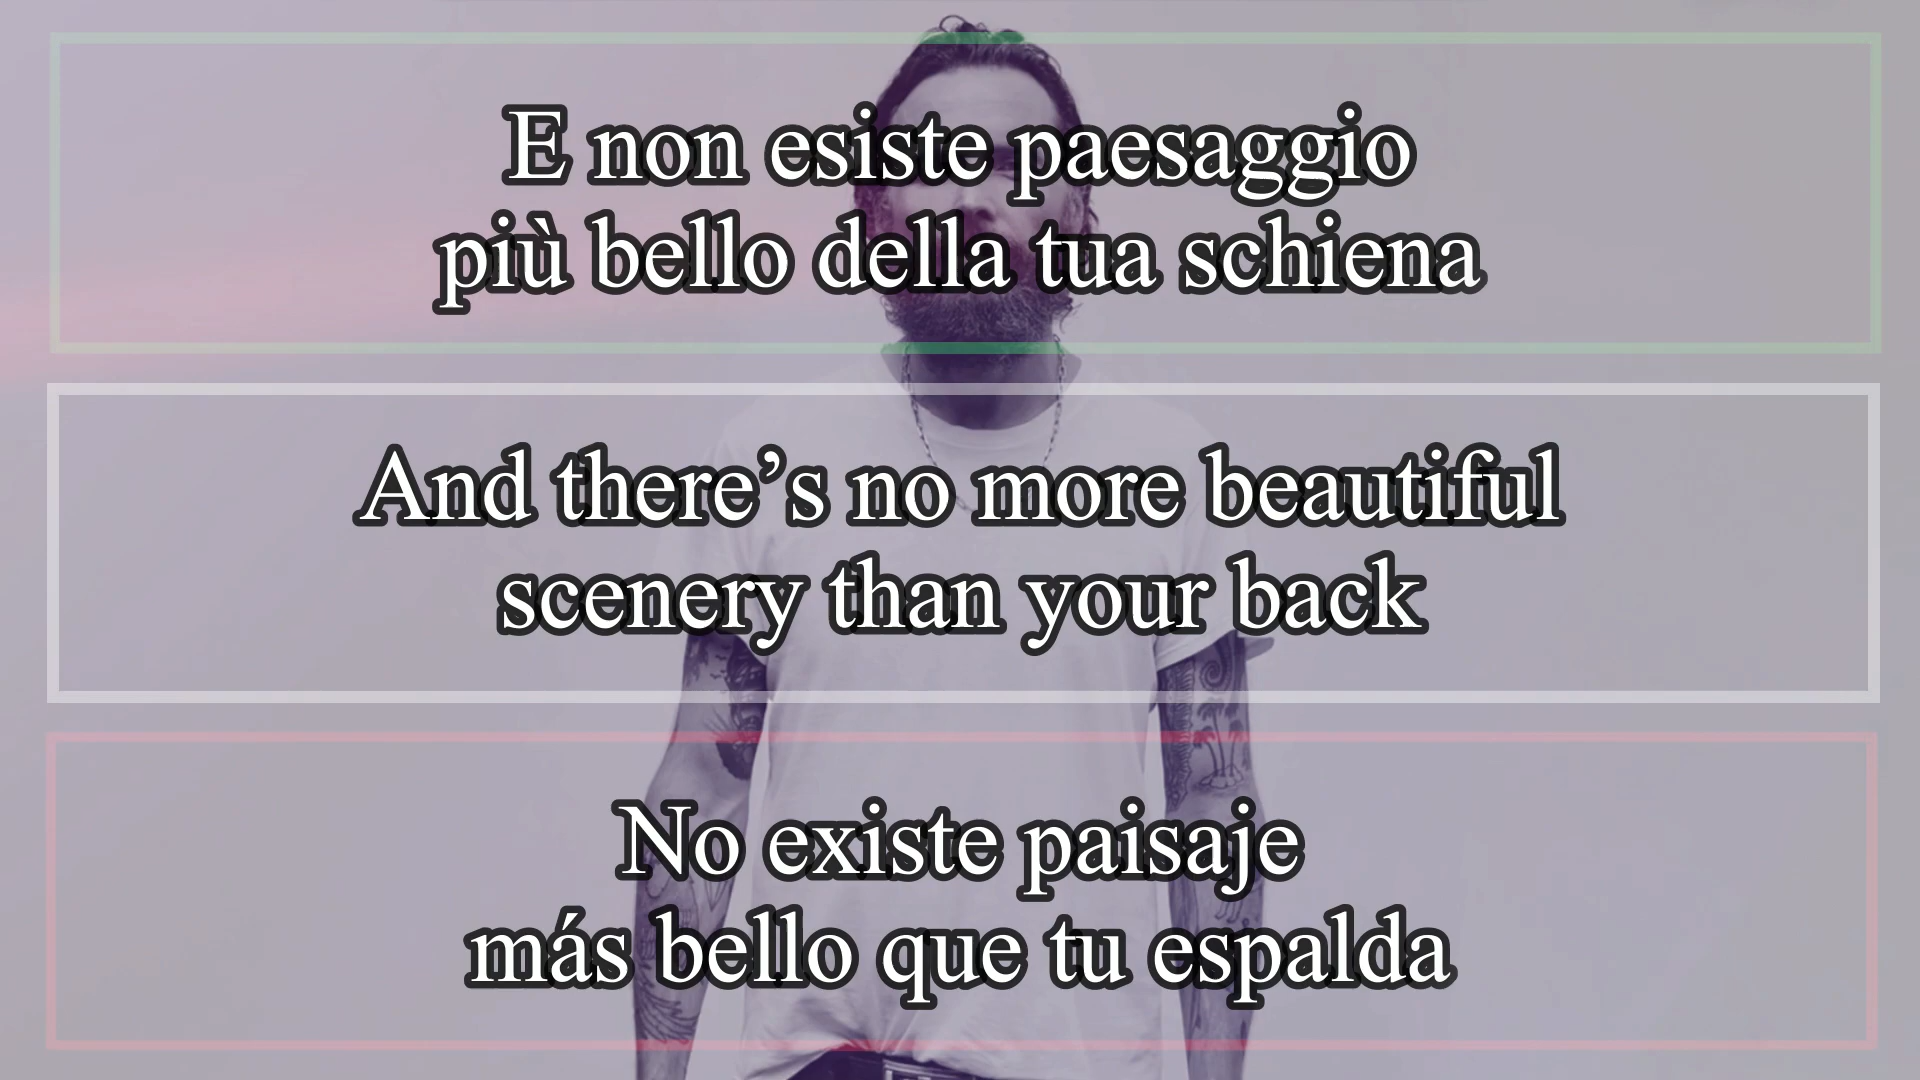 E non esiste paesaggio
più bello della tua schiena
And there’s no more beautiful
scenery than your back
No existe paisaje
más bello que tu espalda